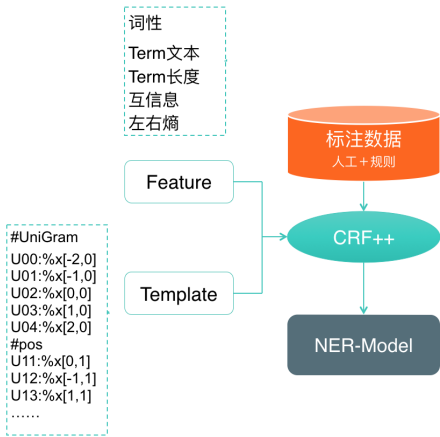 词性
Term文本
Term长度
互信息
左右熵
标注数据
人工+规则
Feature
CRF++
Template
NER-Model
#UniGram
U00:%x[-2,0]
U01:%x[-1,0]
U02:%x[0,0]
U03:%x[1,0]
U04:%x[2,0]
#pos
U11:%x[0,1]
U12:%x[-1,1]
U13:%x[1,1]
……